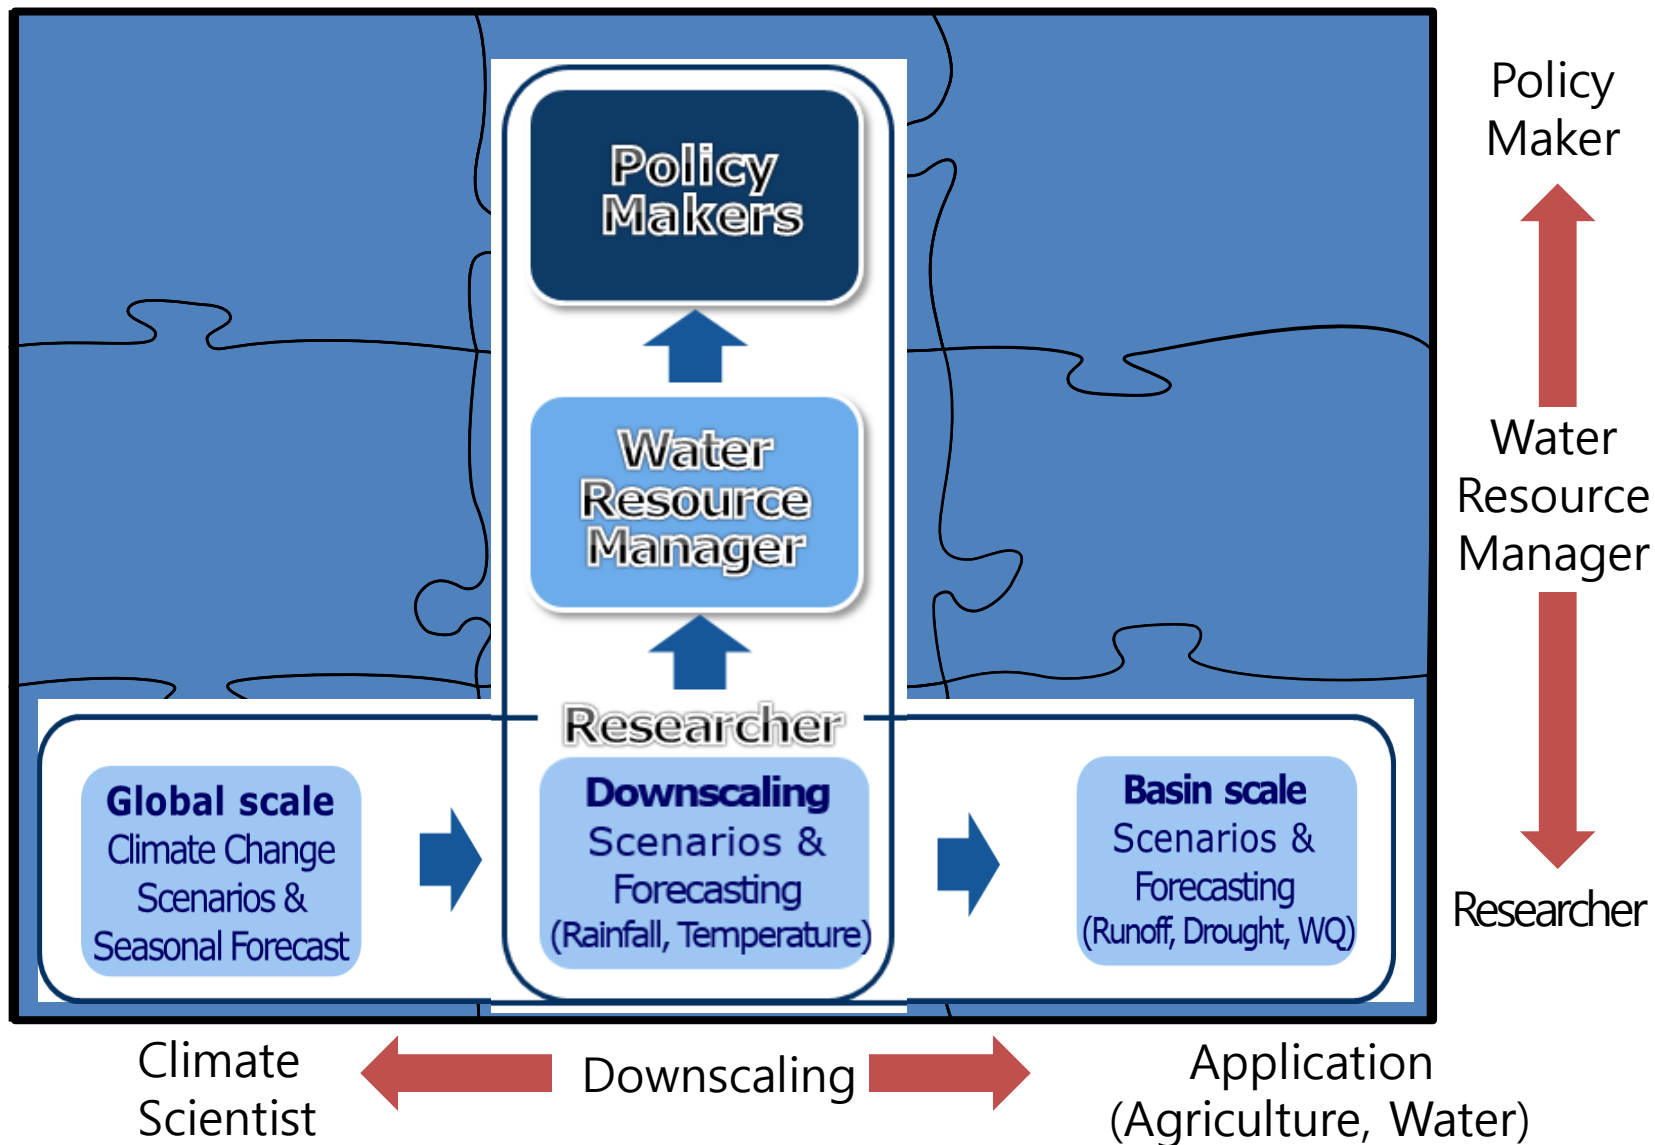 Policy
Makers
Water
Resource
Manager
Researcher
Global scale
Climate Change
Scenarios &
Seasonal Forecast
Downscaling
Scenarios &
Forecasting
(Rainfall, Temperature)
Basin scale
Scenarios &
Forecasting
(Runoff, Drought, WQ)
Policy
Maker
Water
Resource
Manager
Researcher
Climate
Scientist
Downscaling
Application
(Agriculture, Water)